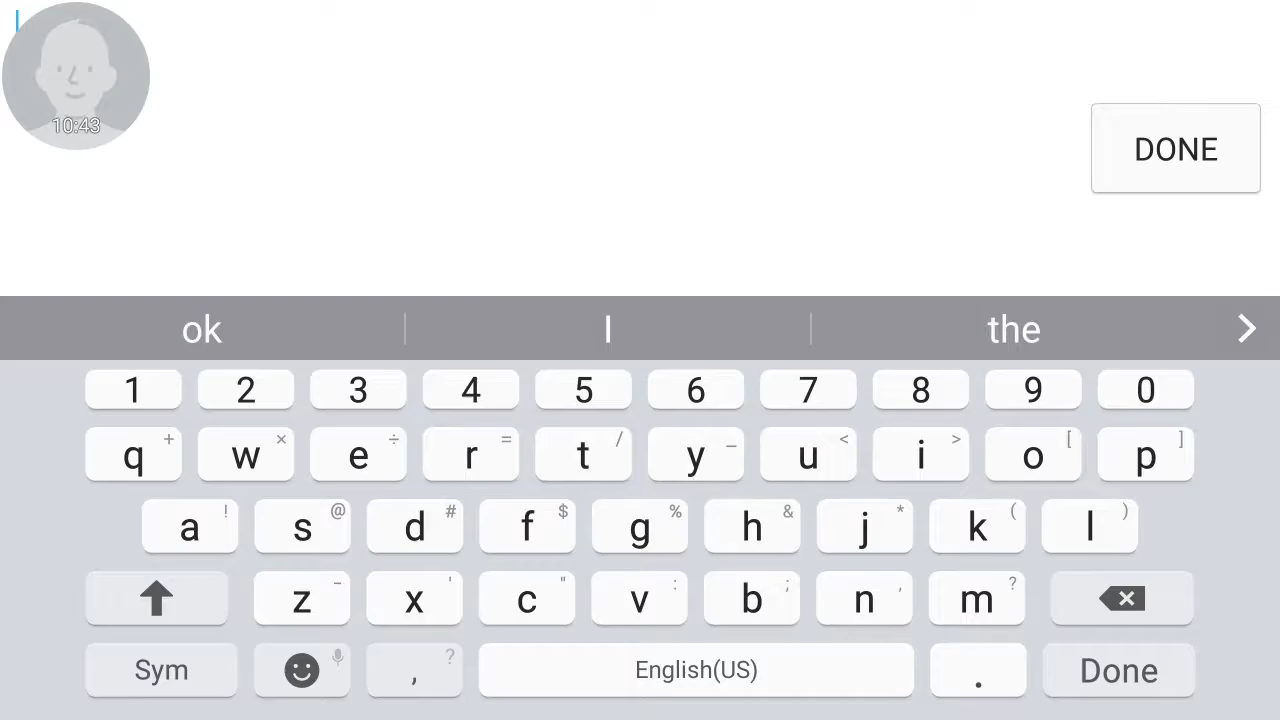 10:43
DONE
ok I the
1 2 3 4 5 6 7 8 9 0
q + w × e ÷ r = t / y _ u < i > o [ p ]
a ! s @ d # f $ g % h & j * k ( l )
z - x ' c " v : b ; n , m ?
Sym , ? English(US) . Done